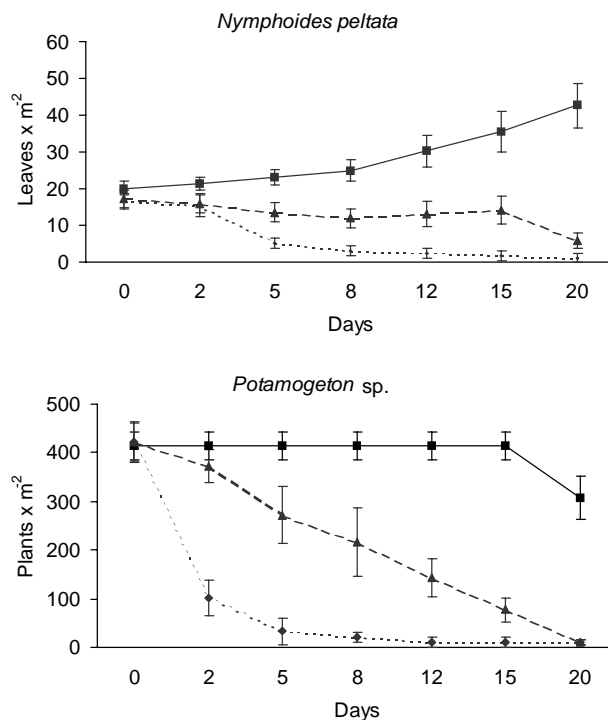 Nymphoides peltata
60
50
40
30
20
10
0
Leaves x m-2
0 2 5 8 12 15 20
Days
Potamogeton sp.
500
400
300
200
100
0
Plants x m-2
0 2 5 8 12 15 20
Days